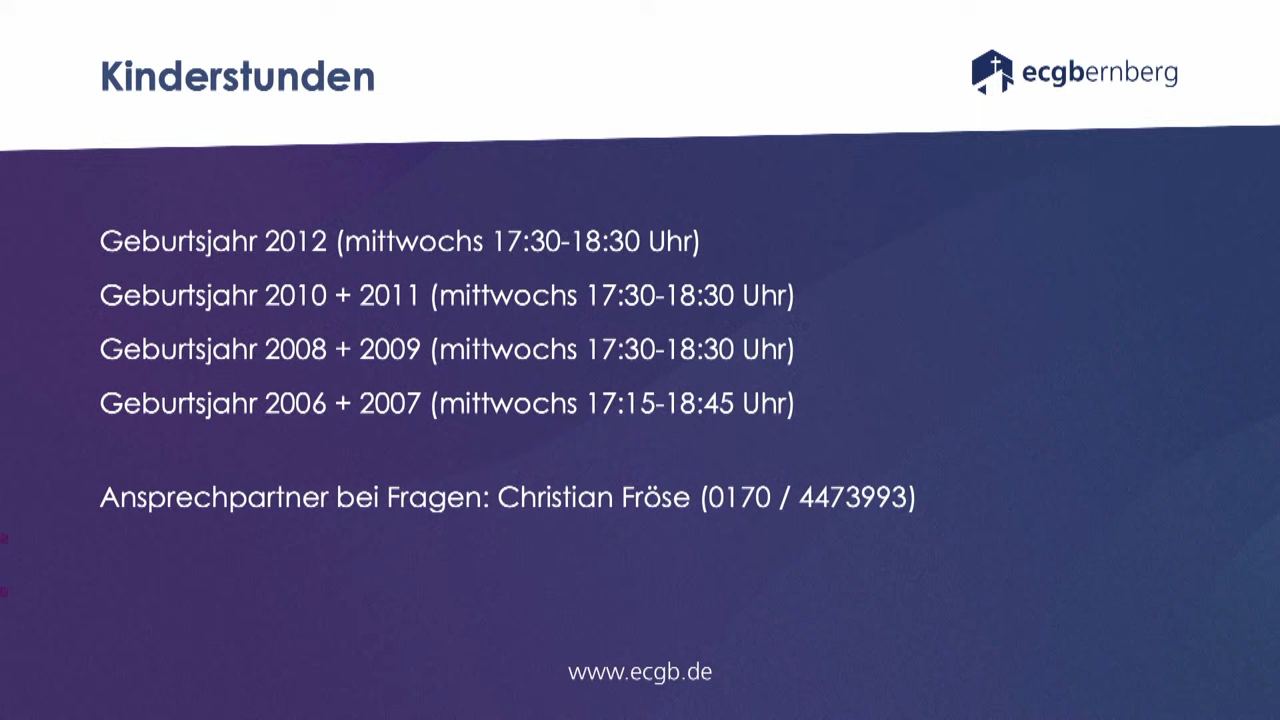 Kinderstunden
ecgbernberg
Geburtsjahr 2012 (mittwochs 17:30-18:30 Uhr)
Geburtsjahr 2010 + 2011 (mittwochs 17:30-18:30 Uhr)
Geburtsjahr 2008 + 2009 (mittwochs 17:30-18:30 Uhr)
Geburtsjahr 2006 + 2007 (mittwochs 17:15-18:45 Uhr)
Ansprechpartner bei Fragen: Christian Fröse (0170 / 4473993)
www.ecgb.de